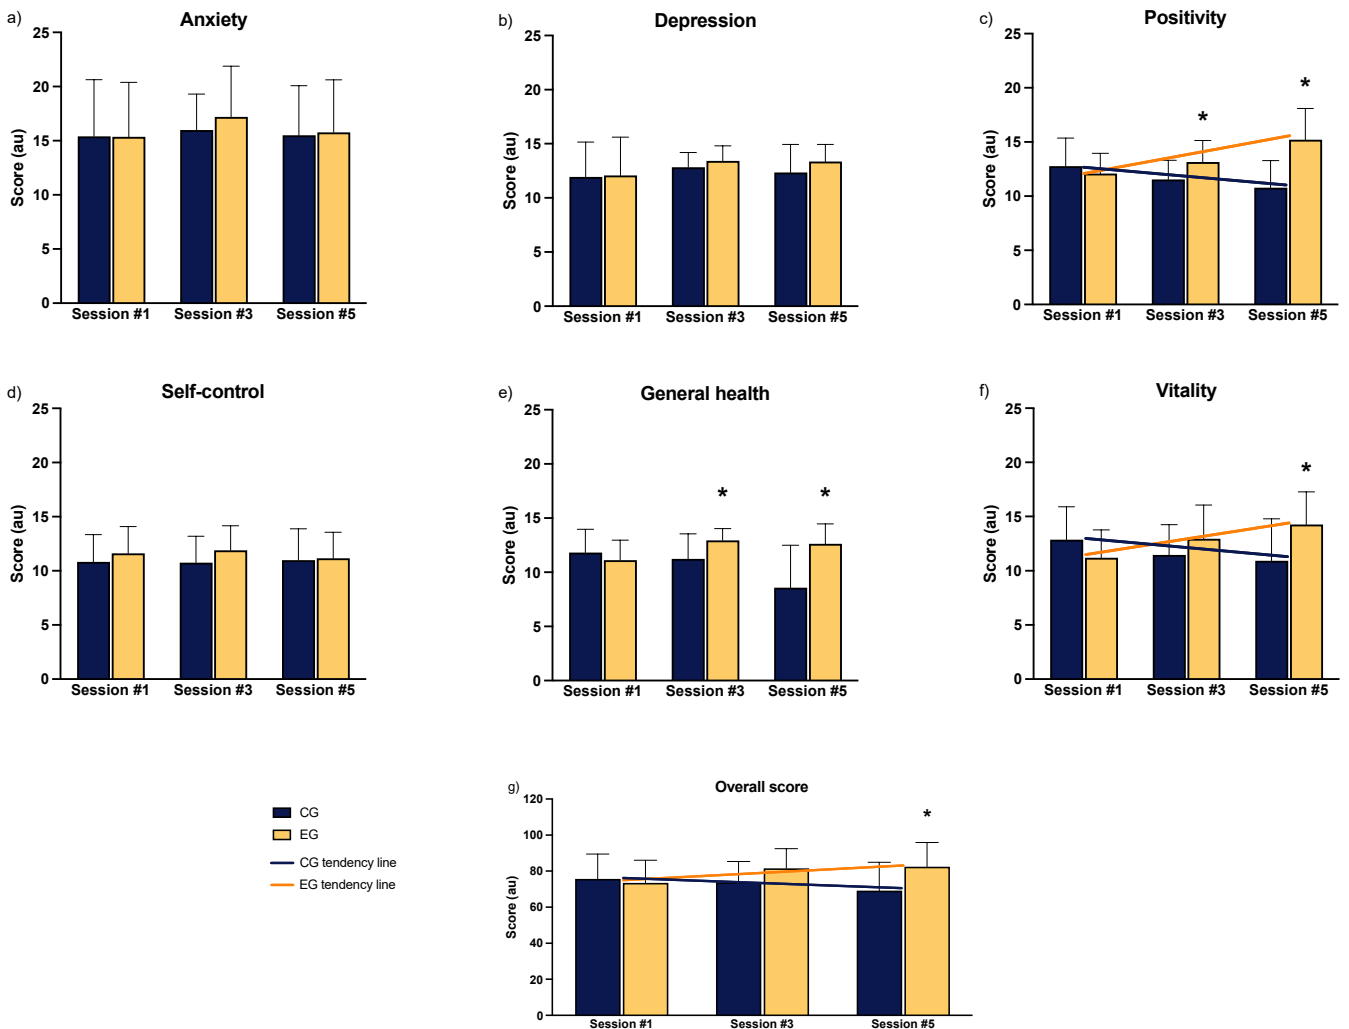 a)
Anxiety
25
20
15
10
5
0
Score (au)
Session #1 Session #3 Session #5
b)
Depression
25
20
15
10
5
0
Score (au)
Session #1 Session #3 Session #5
c)
Positivity
25
20
15
10
5
0
Score (au)
*
*
Session #1 Session #3 Session #5
d)
Self-control
25
20
15
10
5
0
Score (au)
Session #1 Session #3 Session #5
e)
General health
25
20
15
10
5
0
Score (au)
*
*
Session #1 Session #3 Session #5
f)
Vitality
25
20
15
10
5
0
Score (au)
*
Session #1 Session #3 Session #5
CG
EG
CG tendency line
EG tendency line
g)
Overall score
120
100
80
60
40
20
0
Score (au)
*
Session #1 Session #3 Session #5